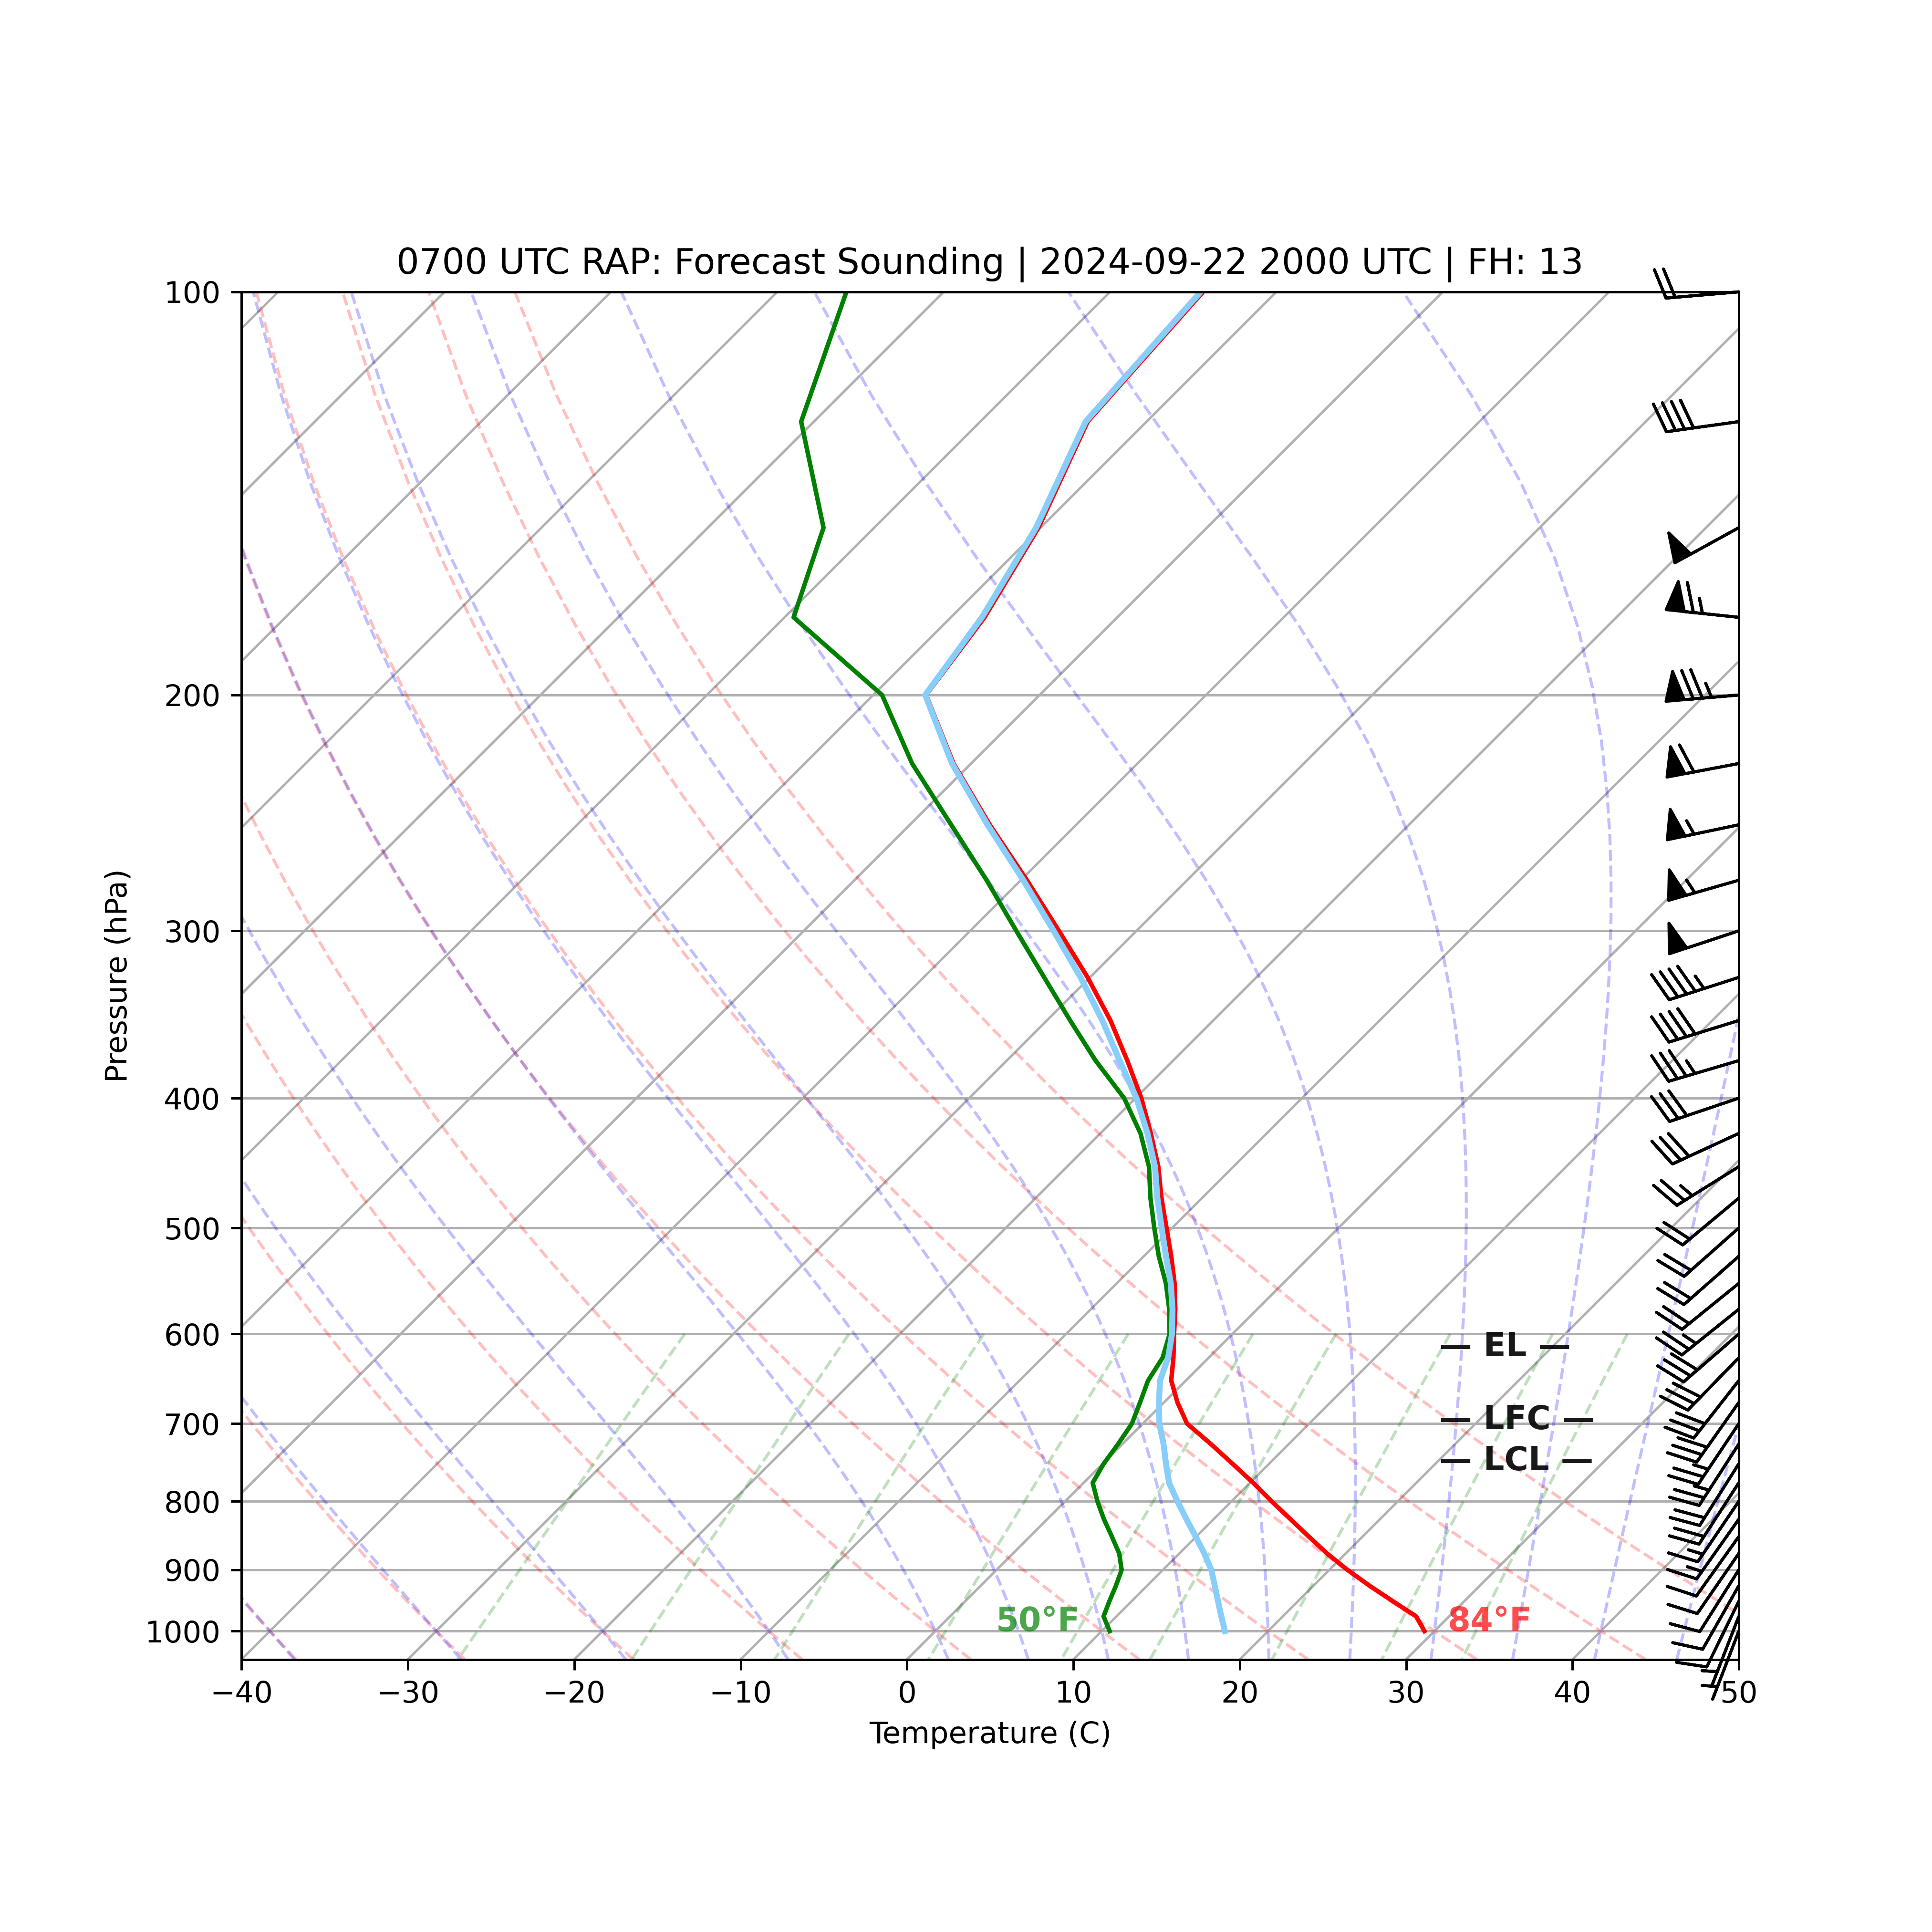 0700 UTC RAP: Forecast Sounding | 2024-09-22 2000 UTC | FH: 13
100
200
300
400
500
600
700
800
900
1000
Pressure (hPa)
— EL —
— LFC —
— LCL —
50°F
84°F
−40 −30 −20 −10 0 10 20 30 40 50
Temperature (C)